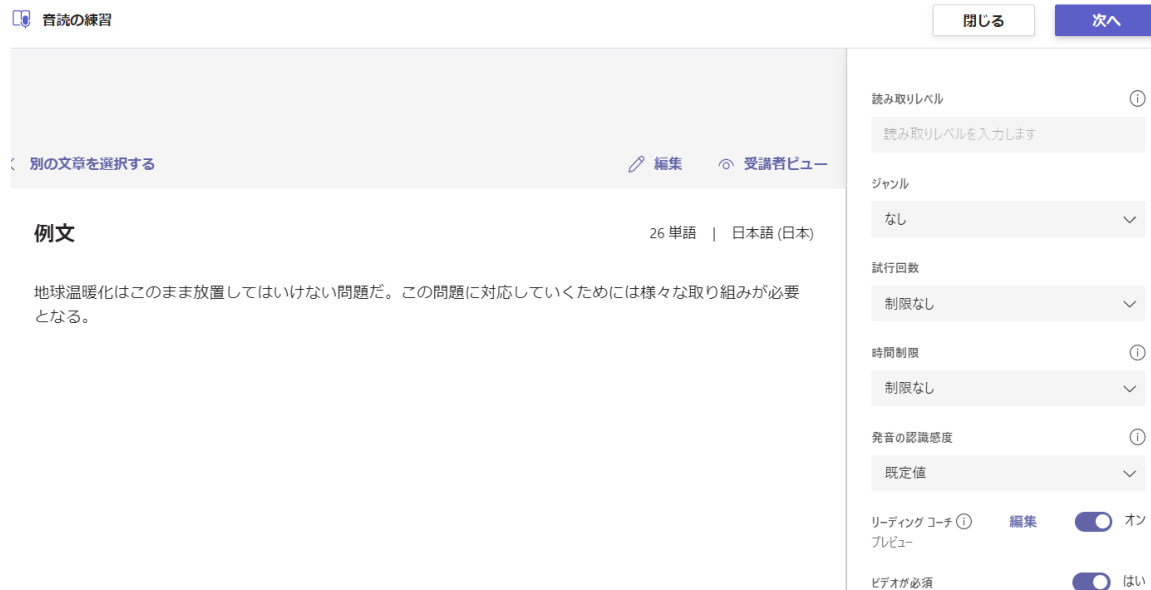 音読の練習
閉じる
次へ
別の文章を選択する
編集
受講者ビュー
例文
26 単語 | 日本語 (日本)
地球温暖化はこのまま放置してはいけない問題だ。この問題に対応していくためには様々な取り組みが必要
となる。
読み取りレベル
読み取りレベルを入力します
ジャンル
なし
試行回数
制限なし
時間制限
制限なし
発音の認識感度
既定値
リーディング コーチ
編集
オン
プレビュー
ビデオが必須
はい